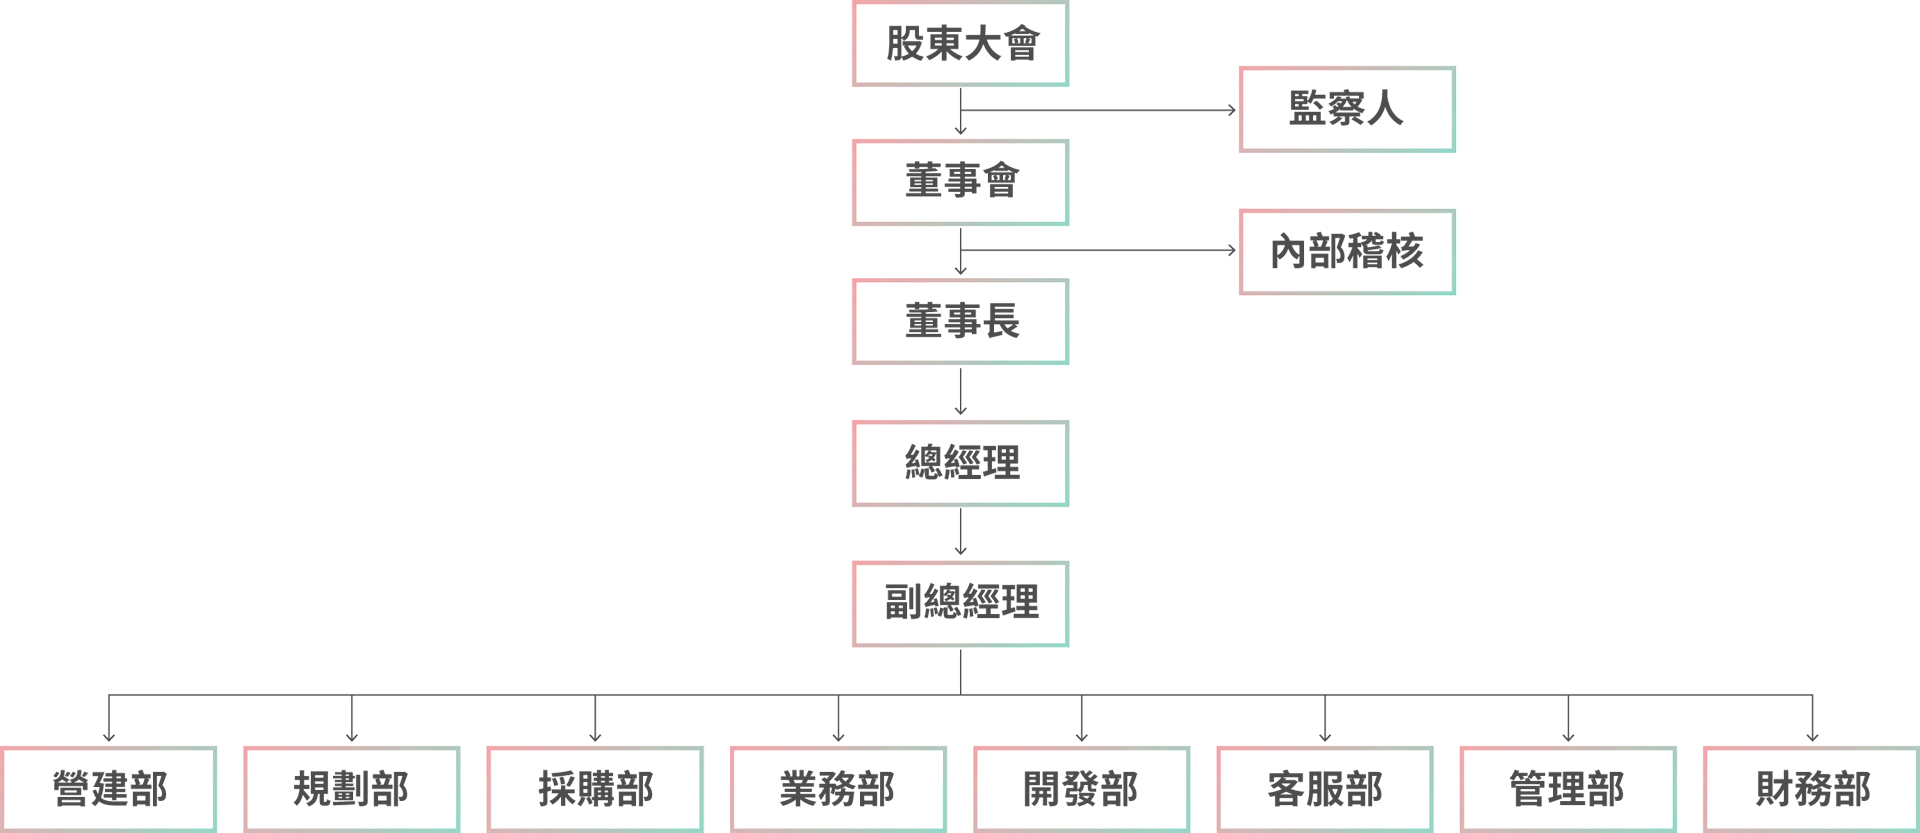 股東大會
監察人
董事會
內部稽核
董事長
總經理
副總經理
營建部
規劃部
採購部
業務部
開發部
客服部
管理部
財務部